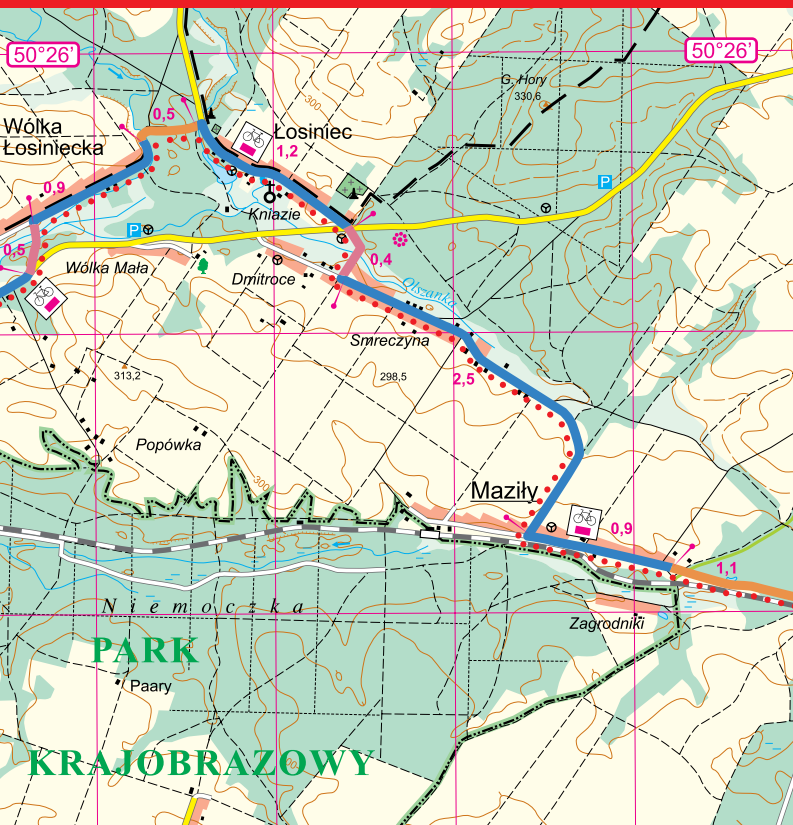 50°26'
50°26'
G. Hory
330,6
300
0,5
Wólka
Łosiniecka
Łosiniec
1,2
P
0,9
Kniazie
P
0,5
0,4
Wólka Mała
Dmitroce
Olszanka
Smreczyna
313,2
298,5
2,5
Popówka
300
Maziły
0,9
1,1
Niemoczka
Zagrodniki
PARK
Paary
KRAJOBRAZOWY